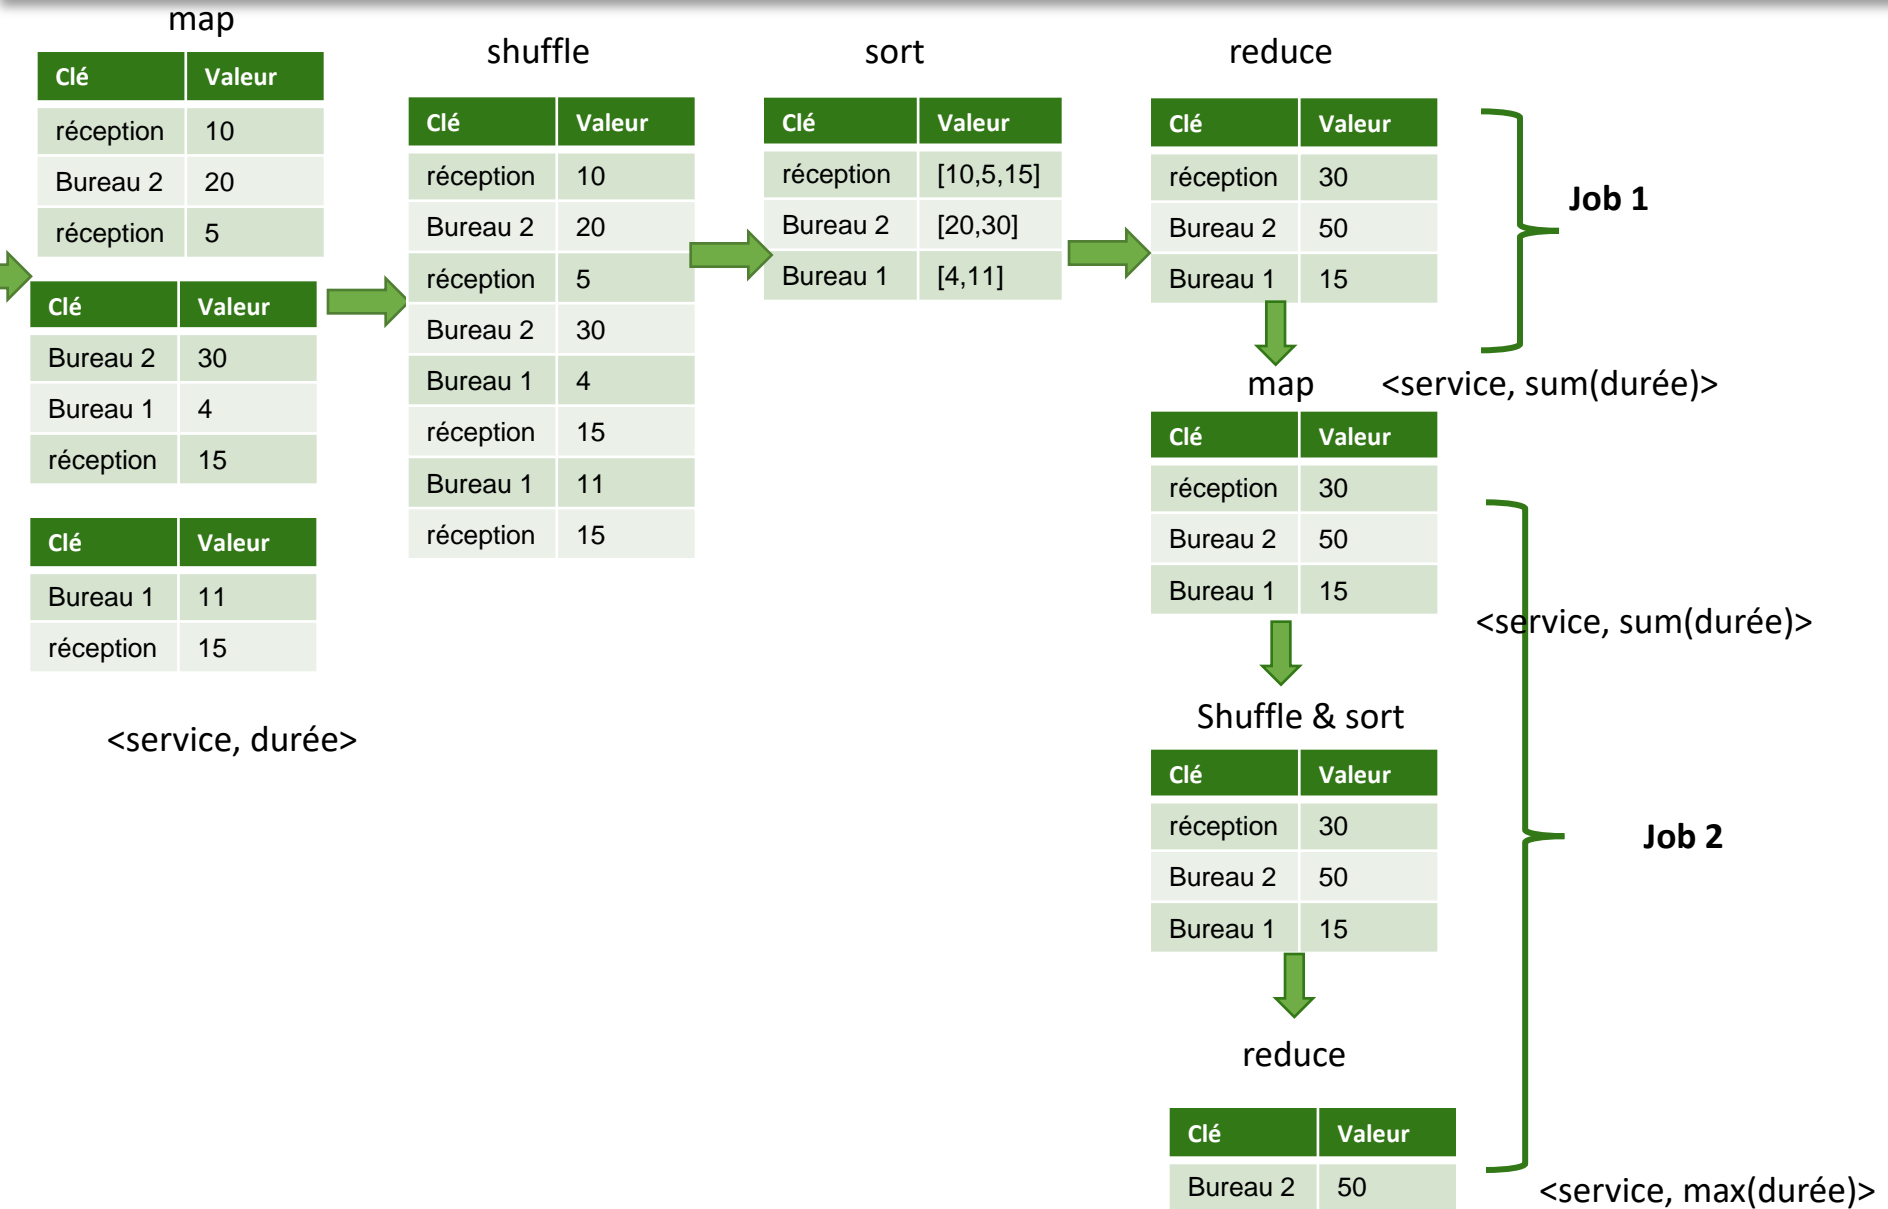 map
Clé Valeur
réception 10
Bureau 2 20
réception 5
Clé Valeur
Bureau 2 30
Bureau 1 4
réception 15
Clé Valeur
Bureau 1 11
réception 15
<service, durée>
shuffle
Clé Valeur
réception 10
Bureau 2 20
réception 5
Bureau 2 30
Bureau 1 4
réception 15
Bureau 1 11
réception 15
sort
Clé Valeur
réception [10,5,15]
Bureau 2 [20,30]
Bureau 1 [4,11]
reduce
Clé Valeur
réception 30
Bureau 2 50
Bureau 1 15
Job 1
<service, sum(durée)>
map
Clé Valeur
réception 30
Bureau 2 50
Bureau 1 15
<service, sum(durée)>
Shuffle & sort
Clé Valeur
réception 30
Bureau 2 50
Bureau 1 15
Job 2
reduce
Clé Valeur
Bureau 2 50
<service, max(durée)>